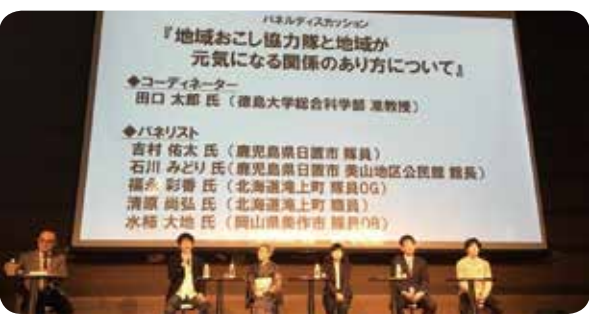 パネルディスカッション
『地域おこし協力隊と地域が
元気になる関係のあり方について』
◆コーディネーター
田口 太郎 氏 (徳島大学総合科学部 准教授)
◆パネリスト
吉村 佑太 氏 (鹿児島県日置市 隊員)
石川 みどり 氏 (鹿児島県日置市 美山地区公民館 館長)
福永 彩香 氏 (北海道滝上町 隊員OG)
清原 尚弘 氏 (北海道滝上町 職員)
水柿 大地 氏 (岡山県美作市 隊員OB)